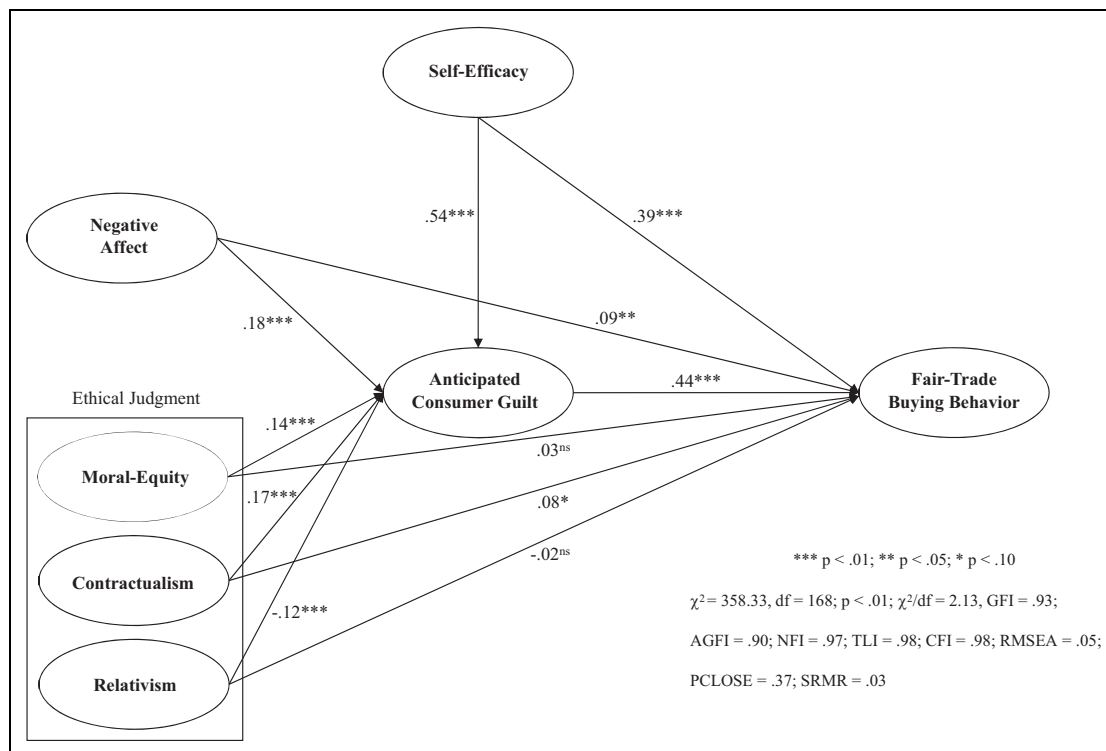 Self-Efficacy
.54***
.39***
Negative
Affect
.18***
.09**
Anticipated
Consumer Guilt
.44***
Fair-Trade
Buying Behavior
Ethical Judgment
.14***
.03ns
Moral-Equity
.17***
.08*
-.02ns
Contractualism
-.12***
Relativism
*** p < .01; ** p < .05; * p < .10
χ² = 358.33, df = 168; p < .01; χ²/df = 2.13, GFI = .93;
AGFI = .90; NFI = .97; TLI = .98; CFI = .98; RMSEA = .05;
PCLOSE = .37; SRMR = .03